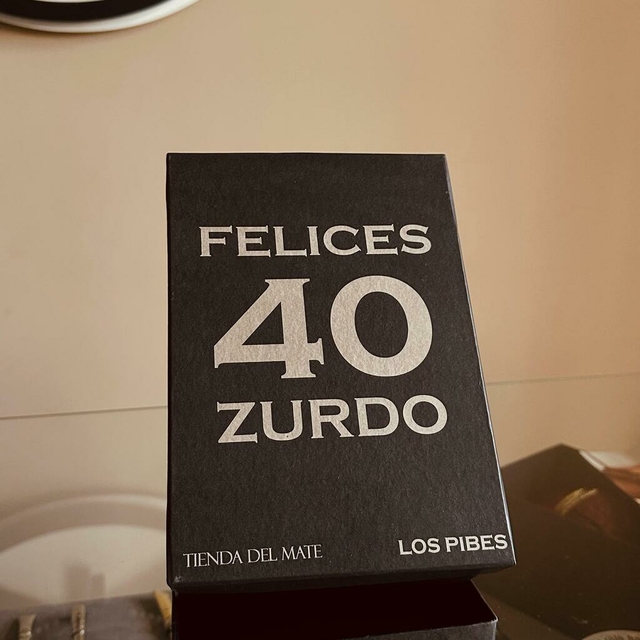 FELICES
40
ZURDO
TIENDA DEL MATE
LOS PIBES